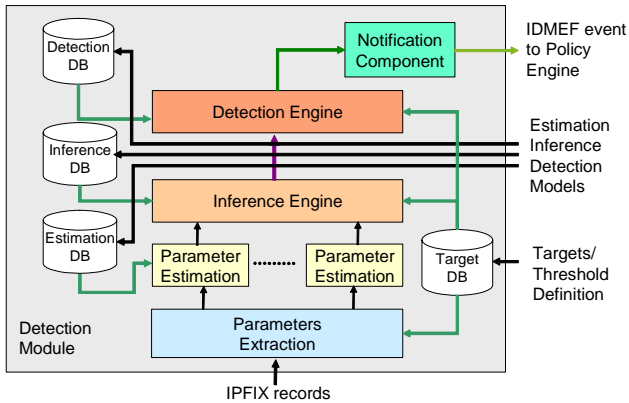 Detection
DB
Notification
Component
IDMEF event
to Policy
Engine
Detection Engine
Inference
DB
Estimation
Inference
Detection
Models
Inference Engine
Estimation
DB
Parameter
Estimation
.........
Parameter
Estimation
Target
DB
Targets/
Threshold
Definition
Detection
Module
Parameters
Extraction
IPFIX records